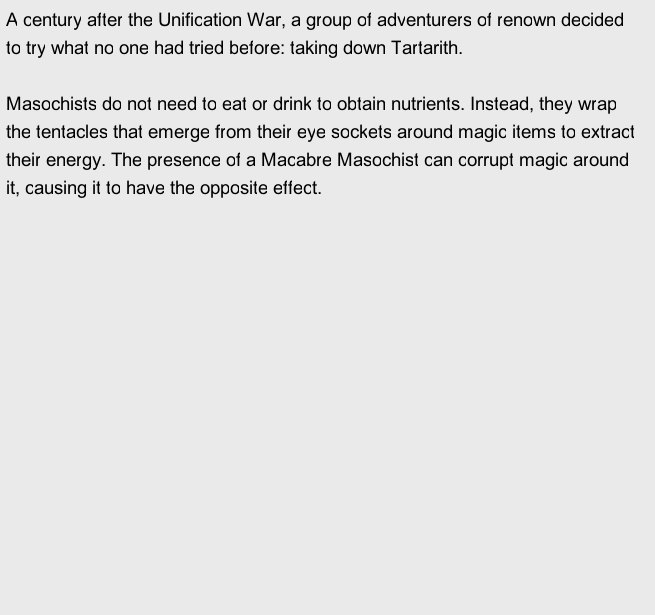 A century after the Unification War, a group of adventurers of renown decided
to try what no one had tried before: taking down Tartarith.
Masochists do not need to eat or drink to obtain nutrients. Instead, they wrap
the tentacles that emerge from their eye sockets around magic items to extract
their energy. The presence of a Macabre Masochist can corrupt magic around
it, causing it to have the opposite effect.